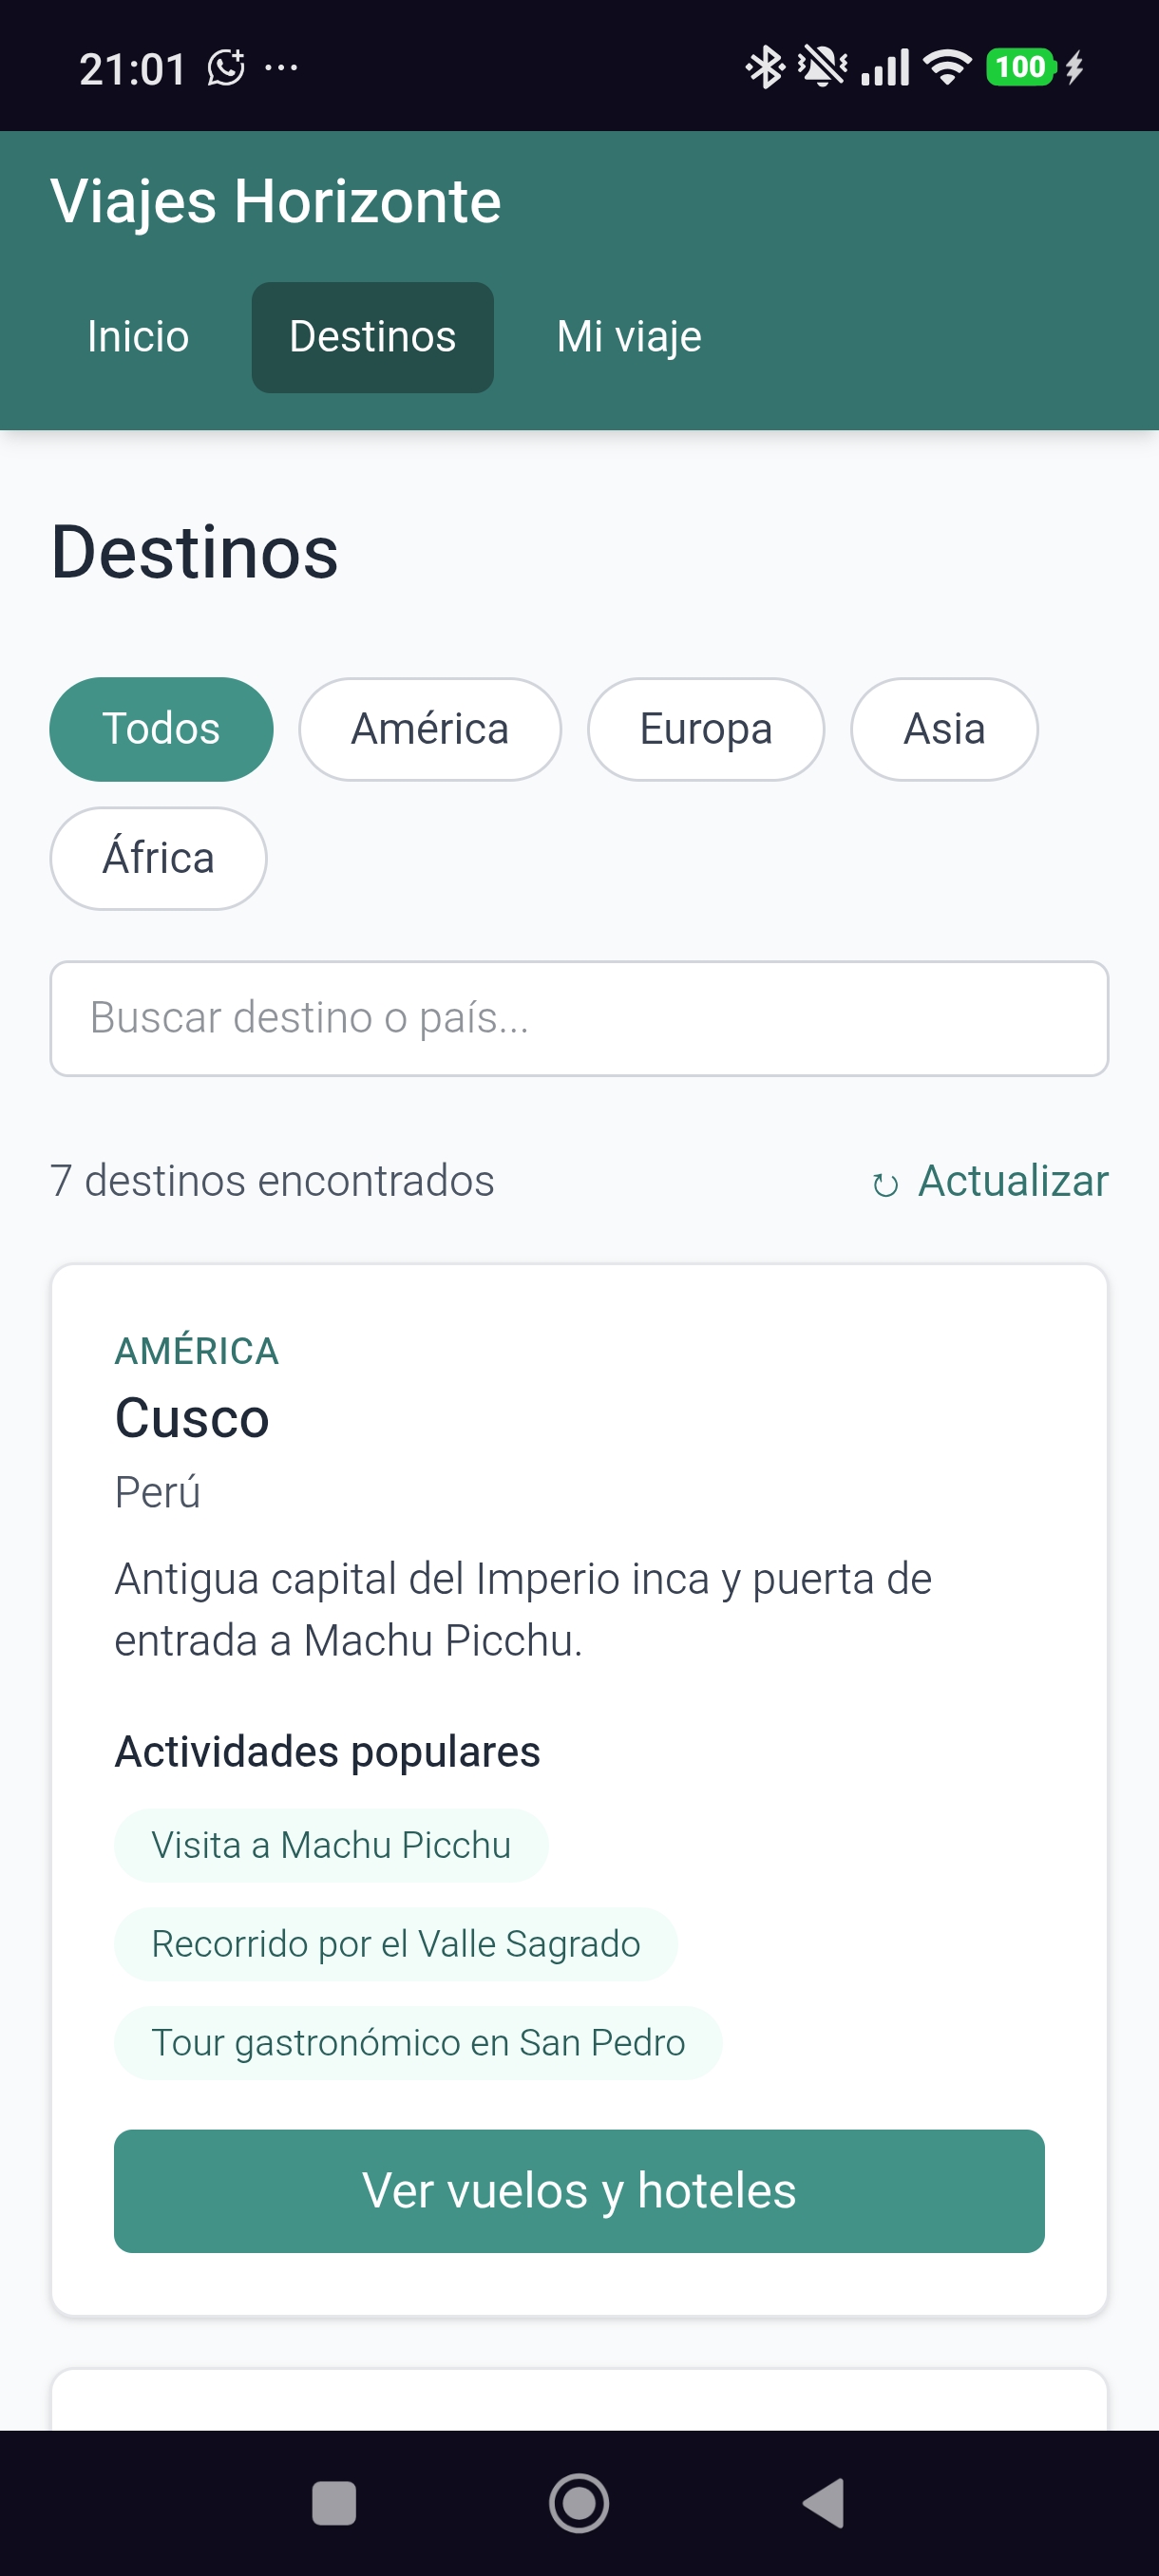 21:01
100
Viajes Horizonte
Inicio Destinos Mi viaje
Destinos
Todos América Europa Asia
África
Buscar destino o país...
7 destinos encontrados ↻ Actualizar
AMÉRICA
Cusco
Perú
Antigua capital del Imperio inca y puerta de
entrada a Machu Picchu.
Actividades populares
Visita a Machu Picchu
Recorrido por el Valle Sagrado
Tour gastronómico en San Pedro
Ver vuelos y hoteles